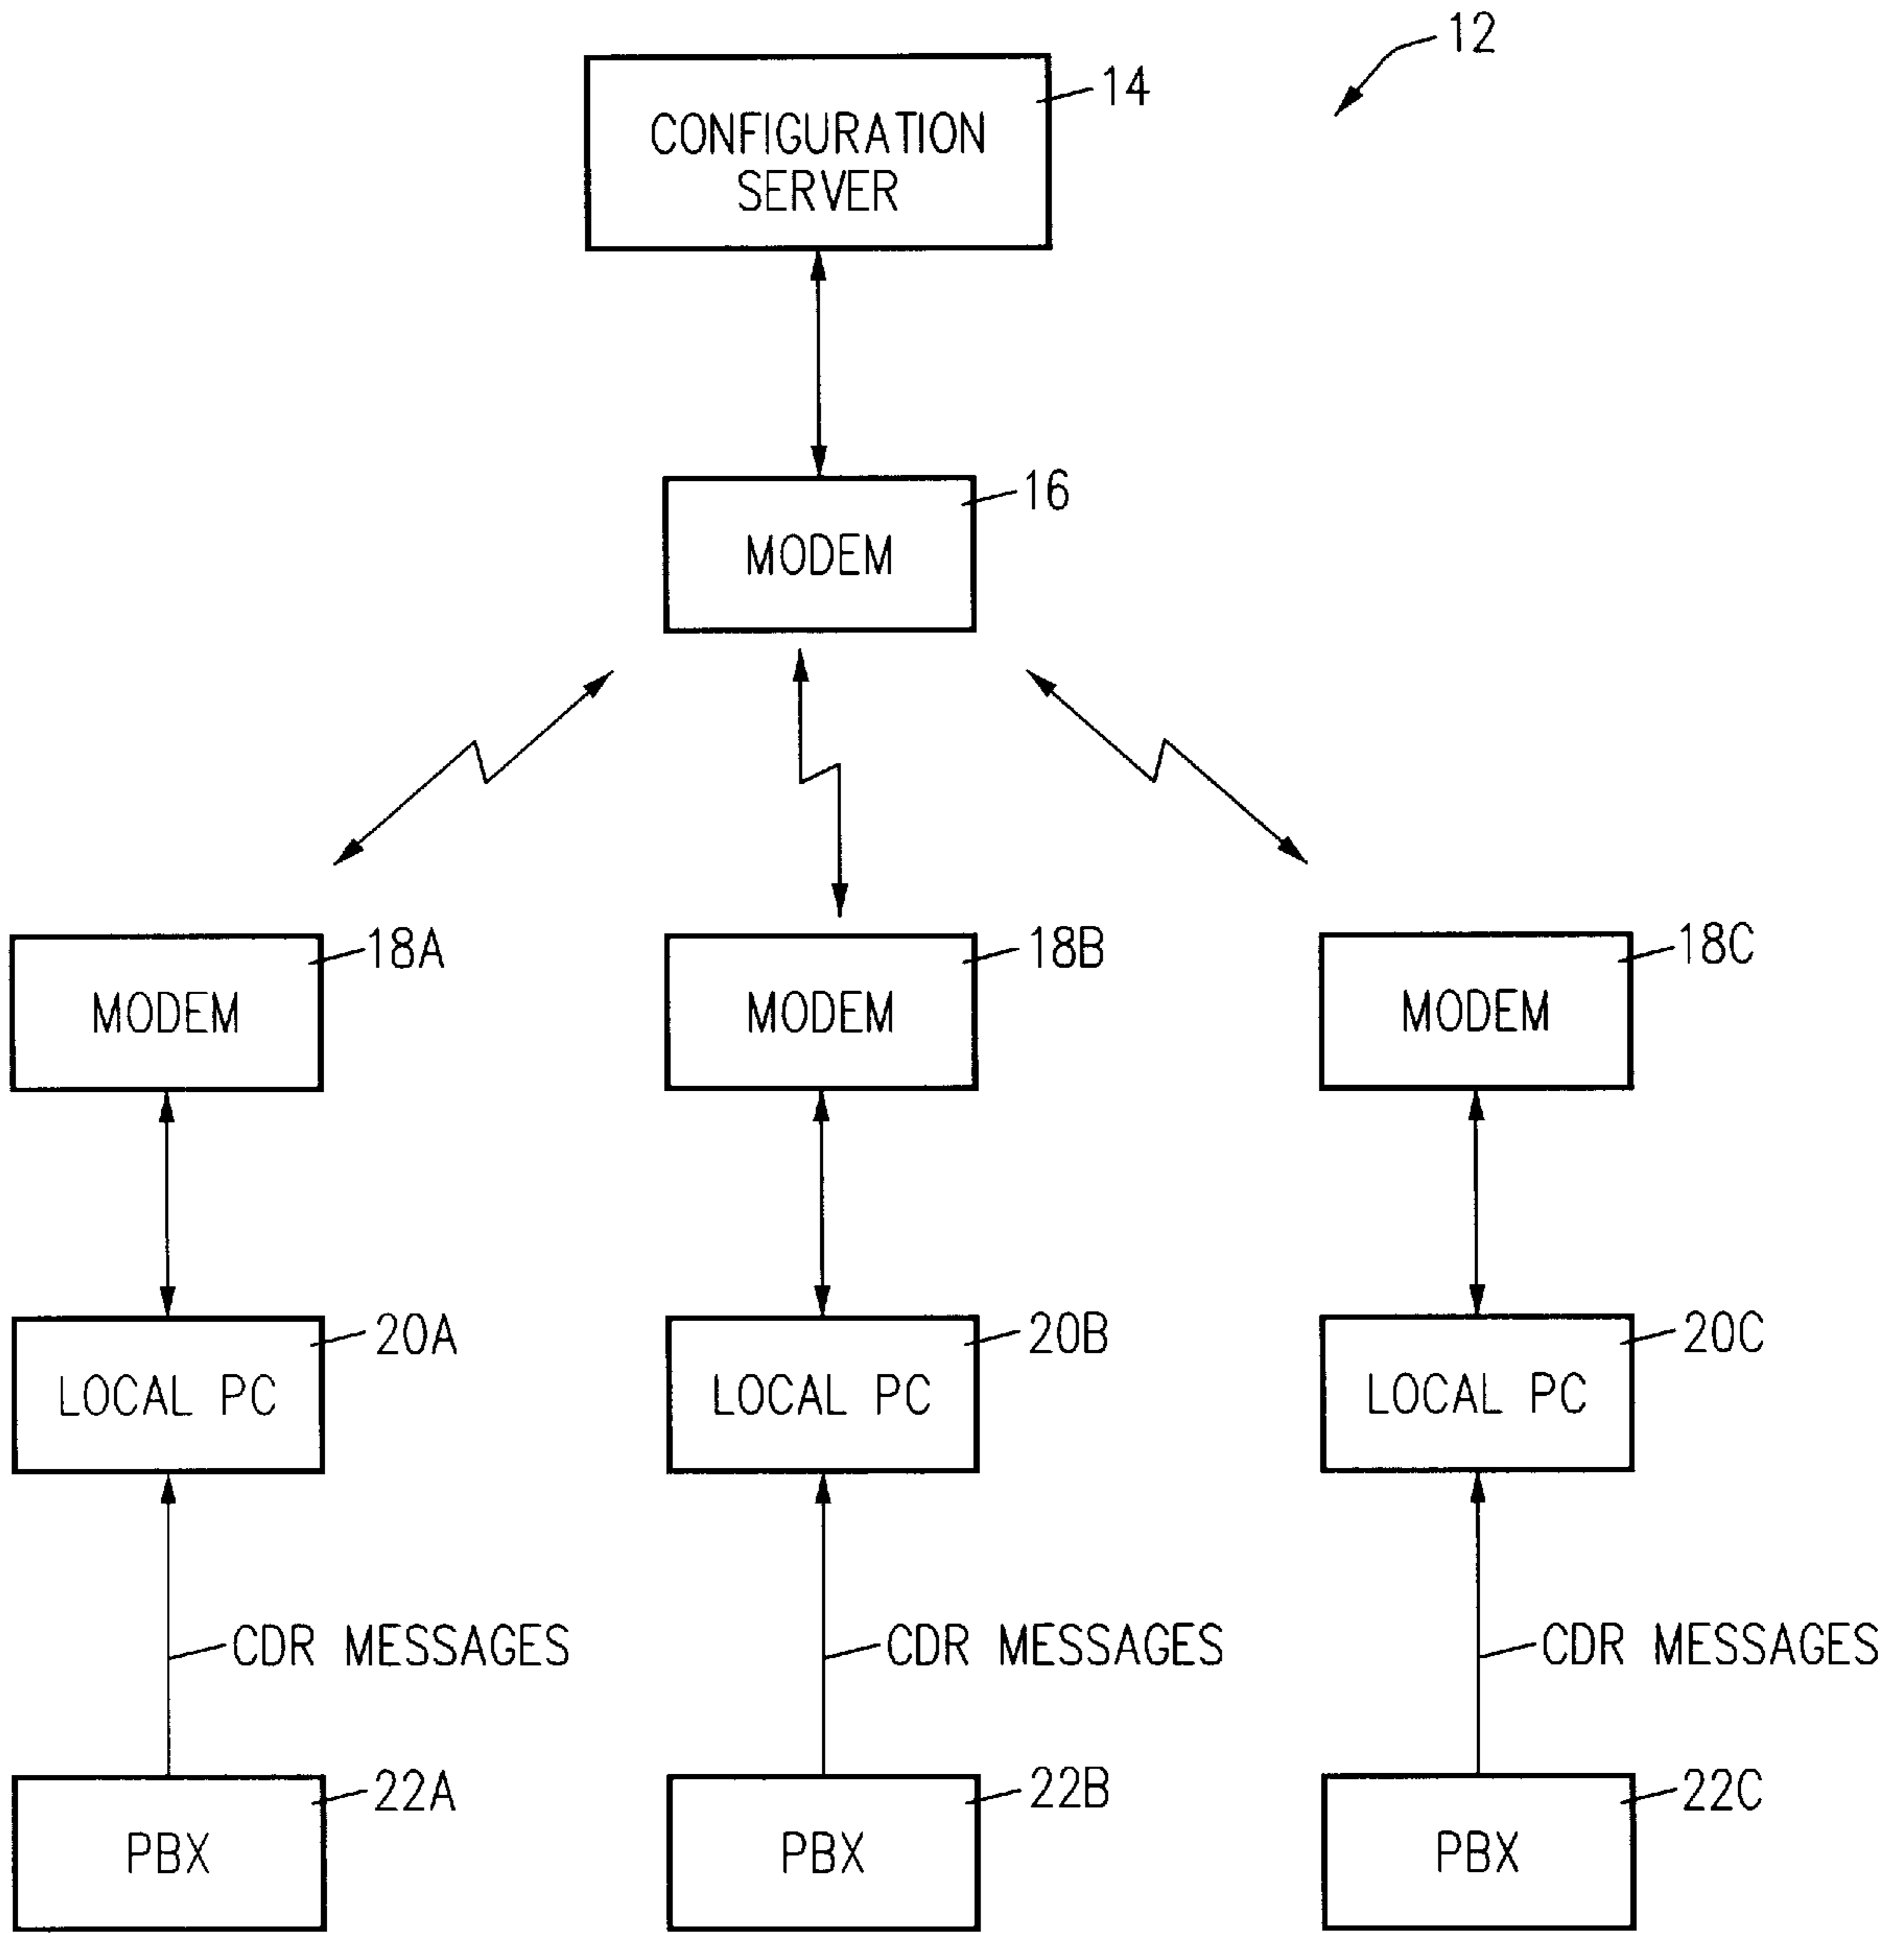 12
14
CONFIGURATION
SERVER
16
MODEM
18A
18B
18C
MODEM
MODEM
MODEM
20A
20B
20C
LOCAL PC
LOCAL PC
LOCAL PC
CDR MESSAGES
CDR MESSAGES
CDR MESSAGES
22A
22B
22C
PBX
PBX
PBX